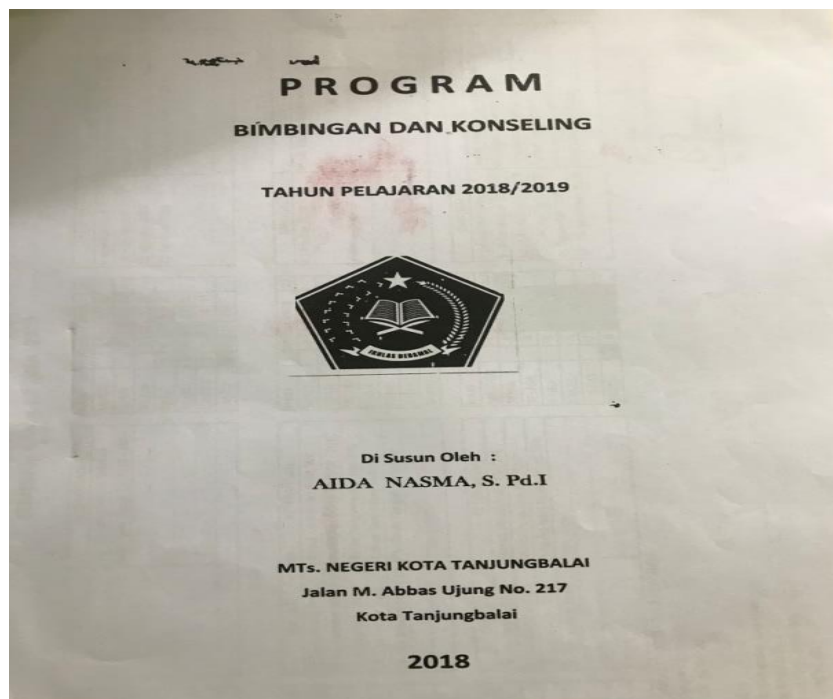 PROGRAM
BIMBINGAN DAN KONSELING
TAHUN PELAJARAN 2018/2019
IKHLAS BERAMAL
Di Susun Oleh :
AIDA NASMA, S. Pd.I
MTs. NEGERI KOTA TANJUNGBALAI
Jalan M. Abbas Ujung No. 217
Kota Tanjungbalai
2018